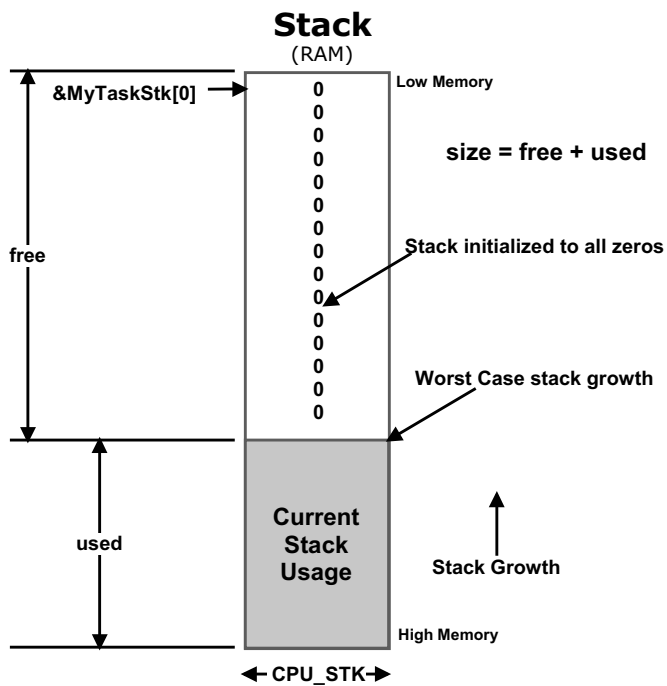 Stack
(RAM)
Low Memory
&MyTaskStk[0]
0
0
0
size = free + used
0
0
0
0
Stack initialized to all zeros
0
free
0
0
0
0
0
Worst Case stack growth
0
0
Current
Stack
Usage
used
Stack Growth
High Memory
CPU_STK